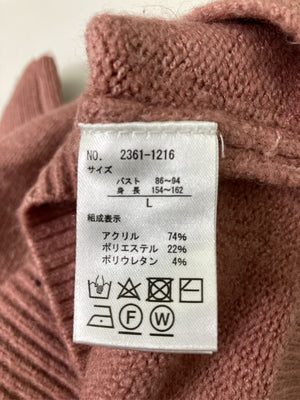 NO. 2361-1216
サイズ
バスト 86〜94
身長 154〜162
L
組成表示
アクリル 74%
ポリエステル 22%
ポリウレタン 4%
F W